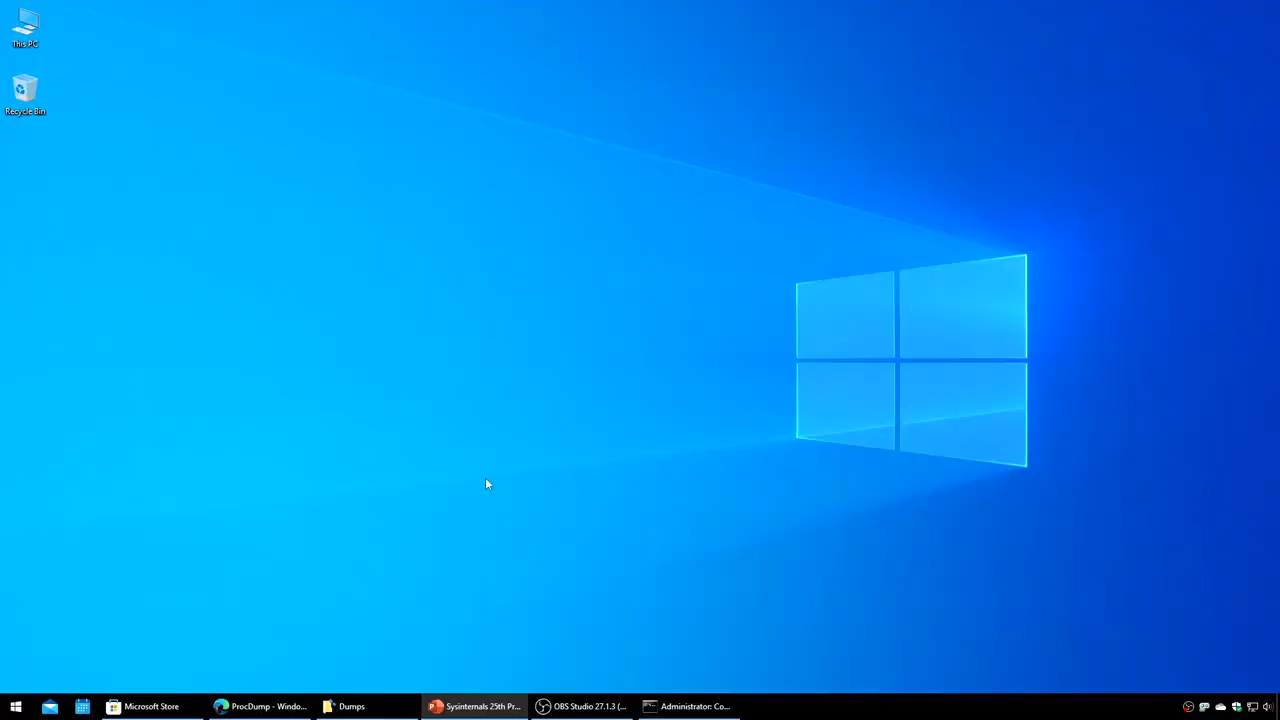 This PC
Recycle Bin
Microsoft Store
ProcDump - Windo...
Dumps
Sysinternals 25th Pr...
OBS Studio 27.1.3 (...
Administrator: Co...